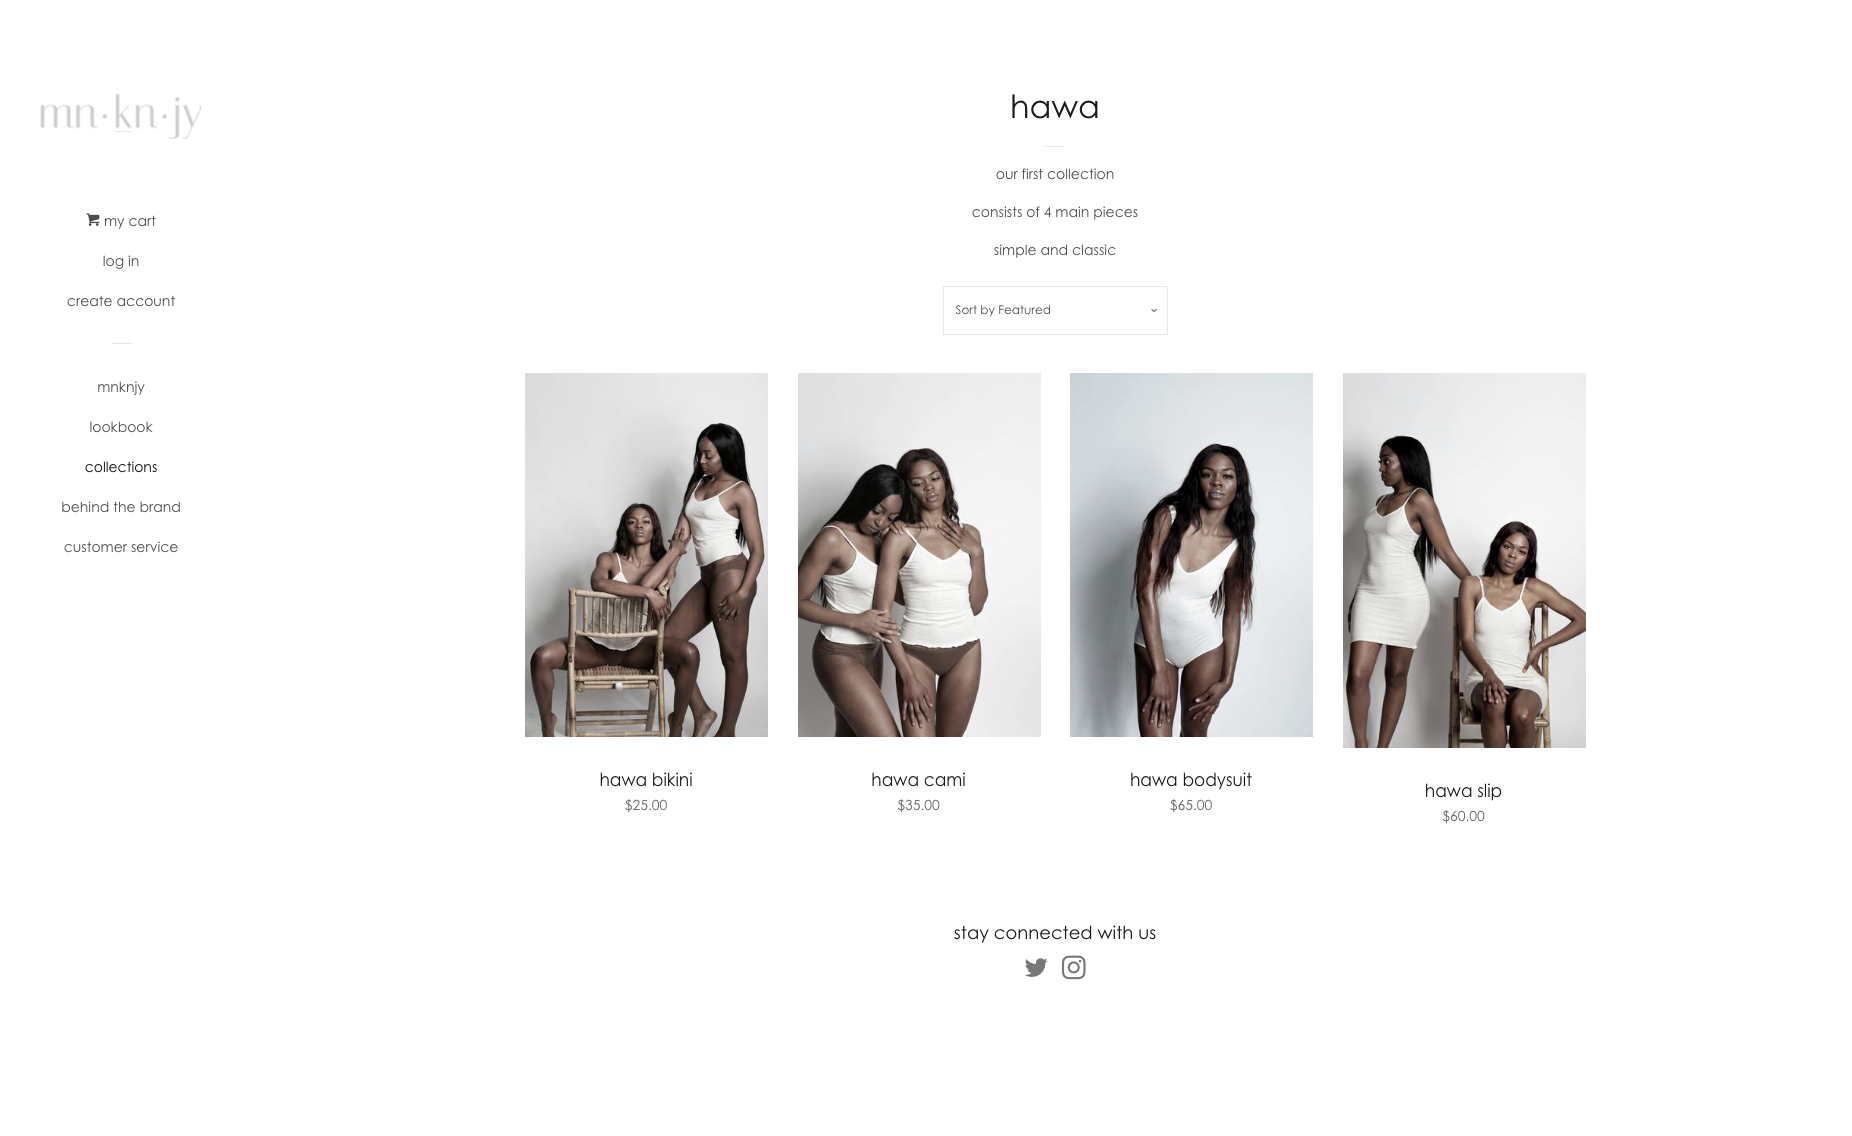 mn·kn·jy
my cart
log in
create account
mnknjy
lookbook
collections
behind the brand
customer service
hawa
our first collection
consists of 4 main pieces
simple and classic
Sort by Featured
hawa bikini
$25.00
hawa cami
$35.00
hawa bodysuit
$65.00
hawa slip
$60.00
stay connected with us